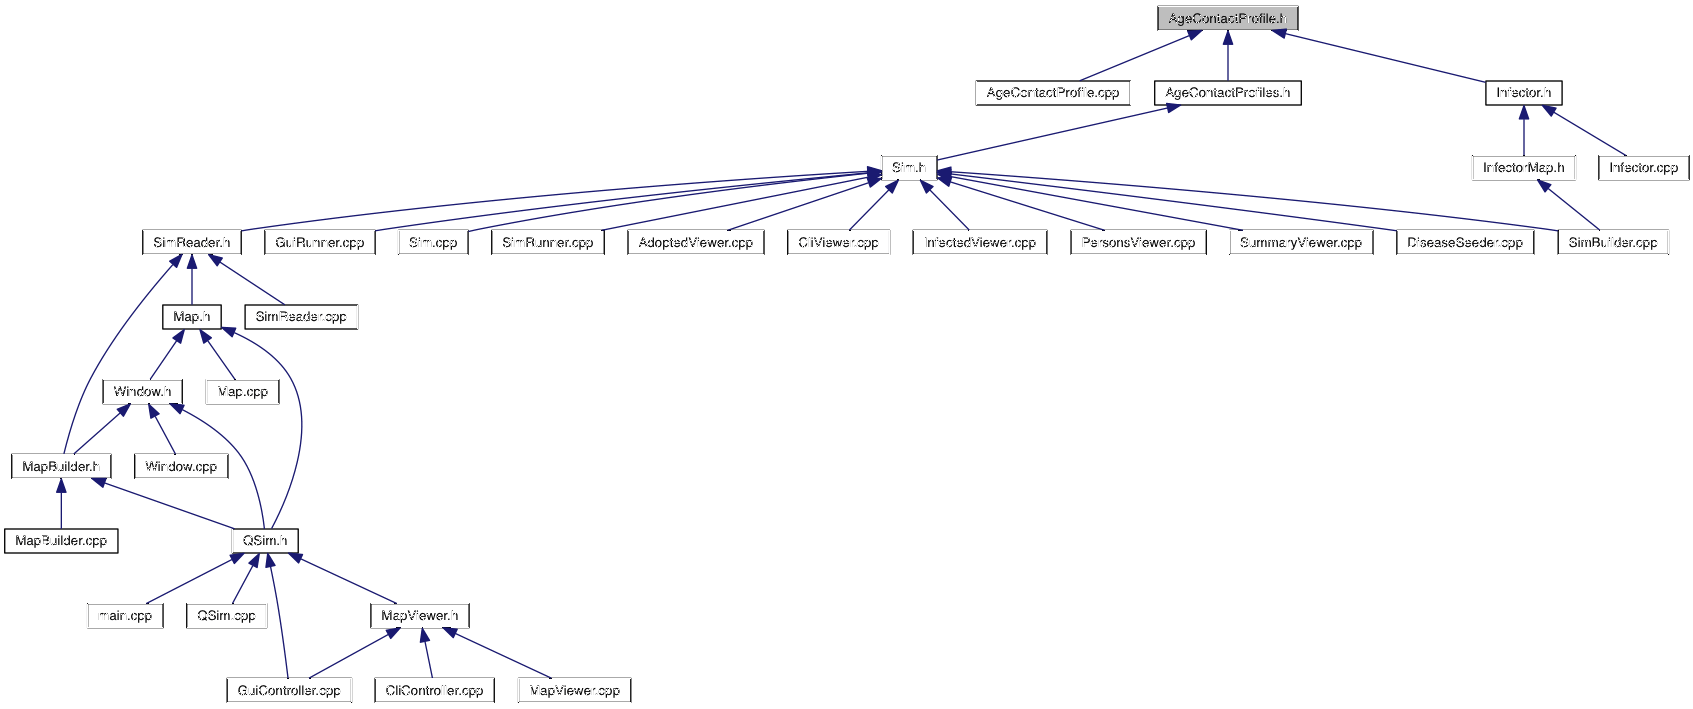 AgeContactProfile.h
AgeContactProfile.cpp
AgeContactProfiles.h
Infector.h
Sim.h
InfectorMap.h
Infector.cpp
SimReader.h
GuiRunner.cpp
Sim.cpp
SimRunner.cpp
AdoptedViewer.cpp
CliViewer.cpp
InfectedViewer.cpp
PersonsViewer.cpp
SummaryViewer.cpp
DiseaseSeeder.cpp
SimBuilder.cpp
Map.h
SimReader.cpp
Window.h
Map.cpp
MapBuilder.h
Window.cpp
MapBuilder.cpp
QSim.h
main.cpp
QSim.cpp
MapViewer.h
GuiController.cpp
CliController.cpp
MapViewer.cpp